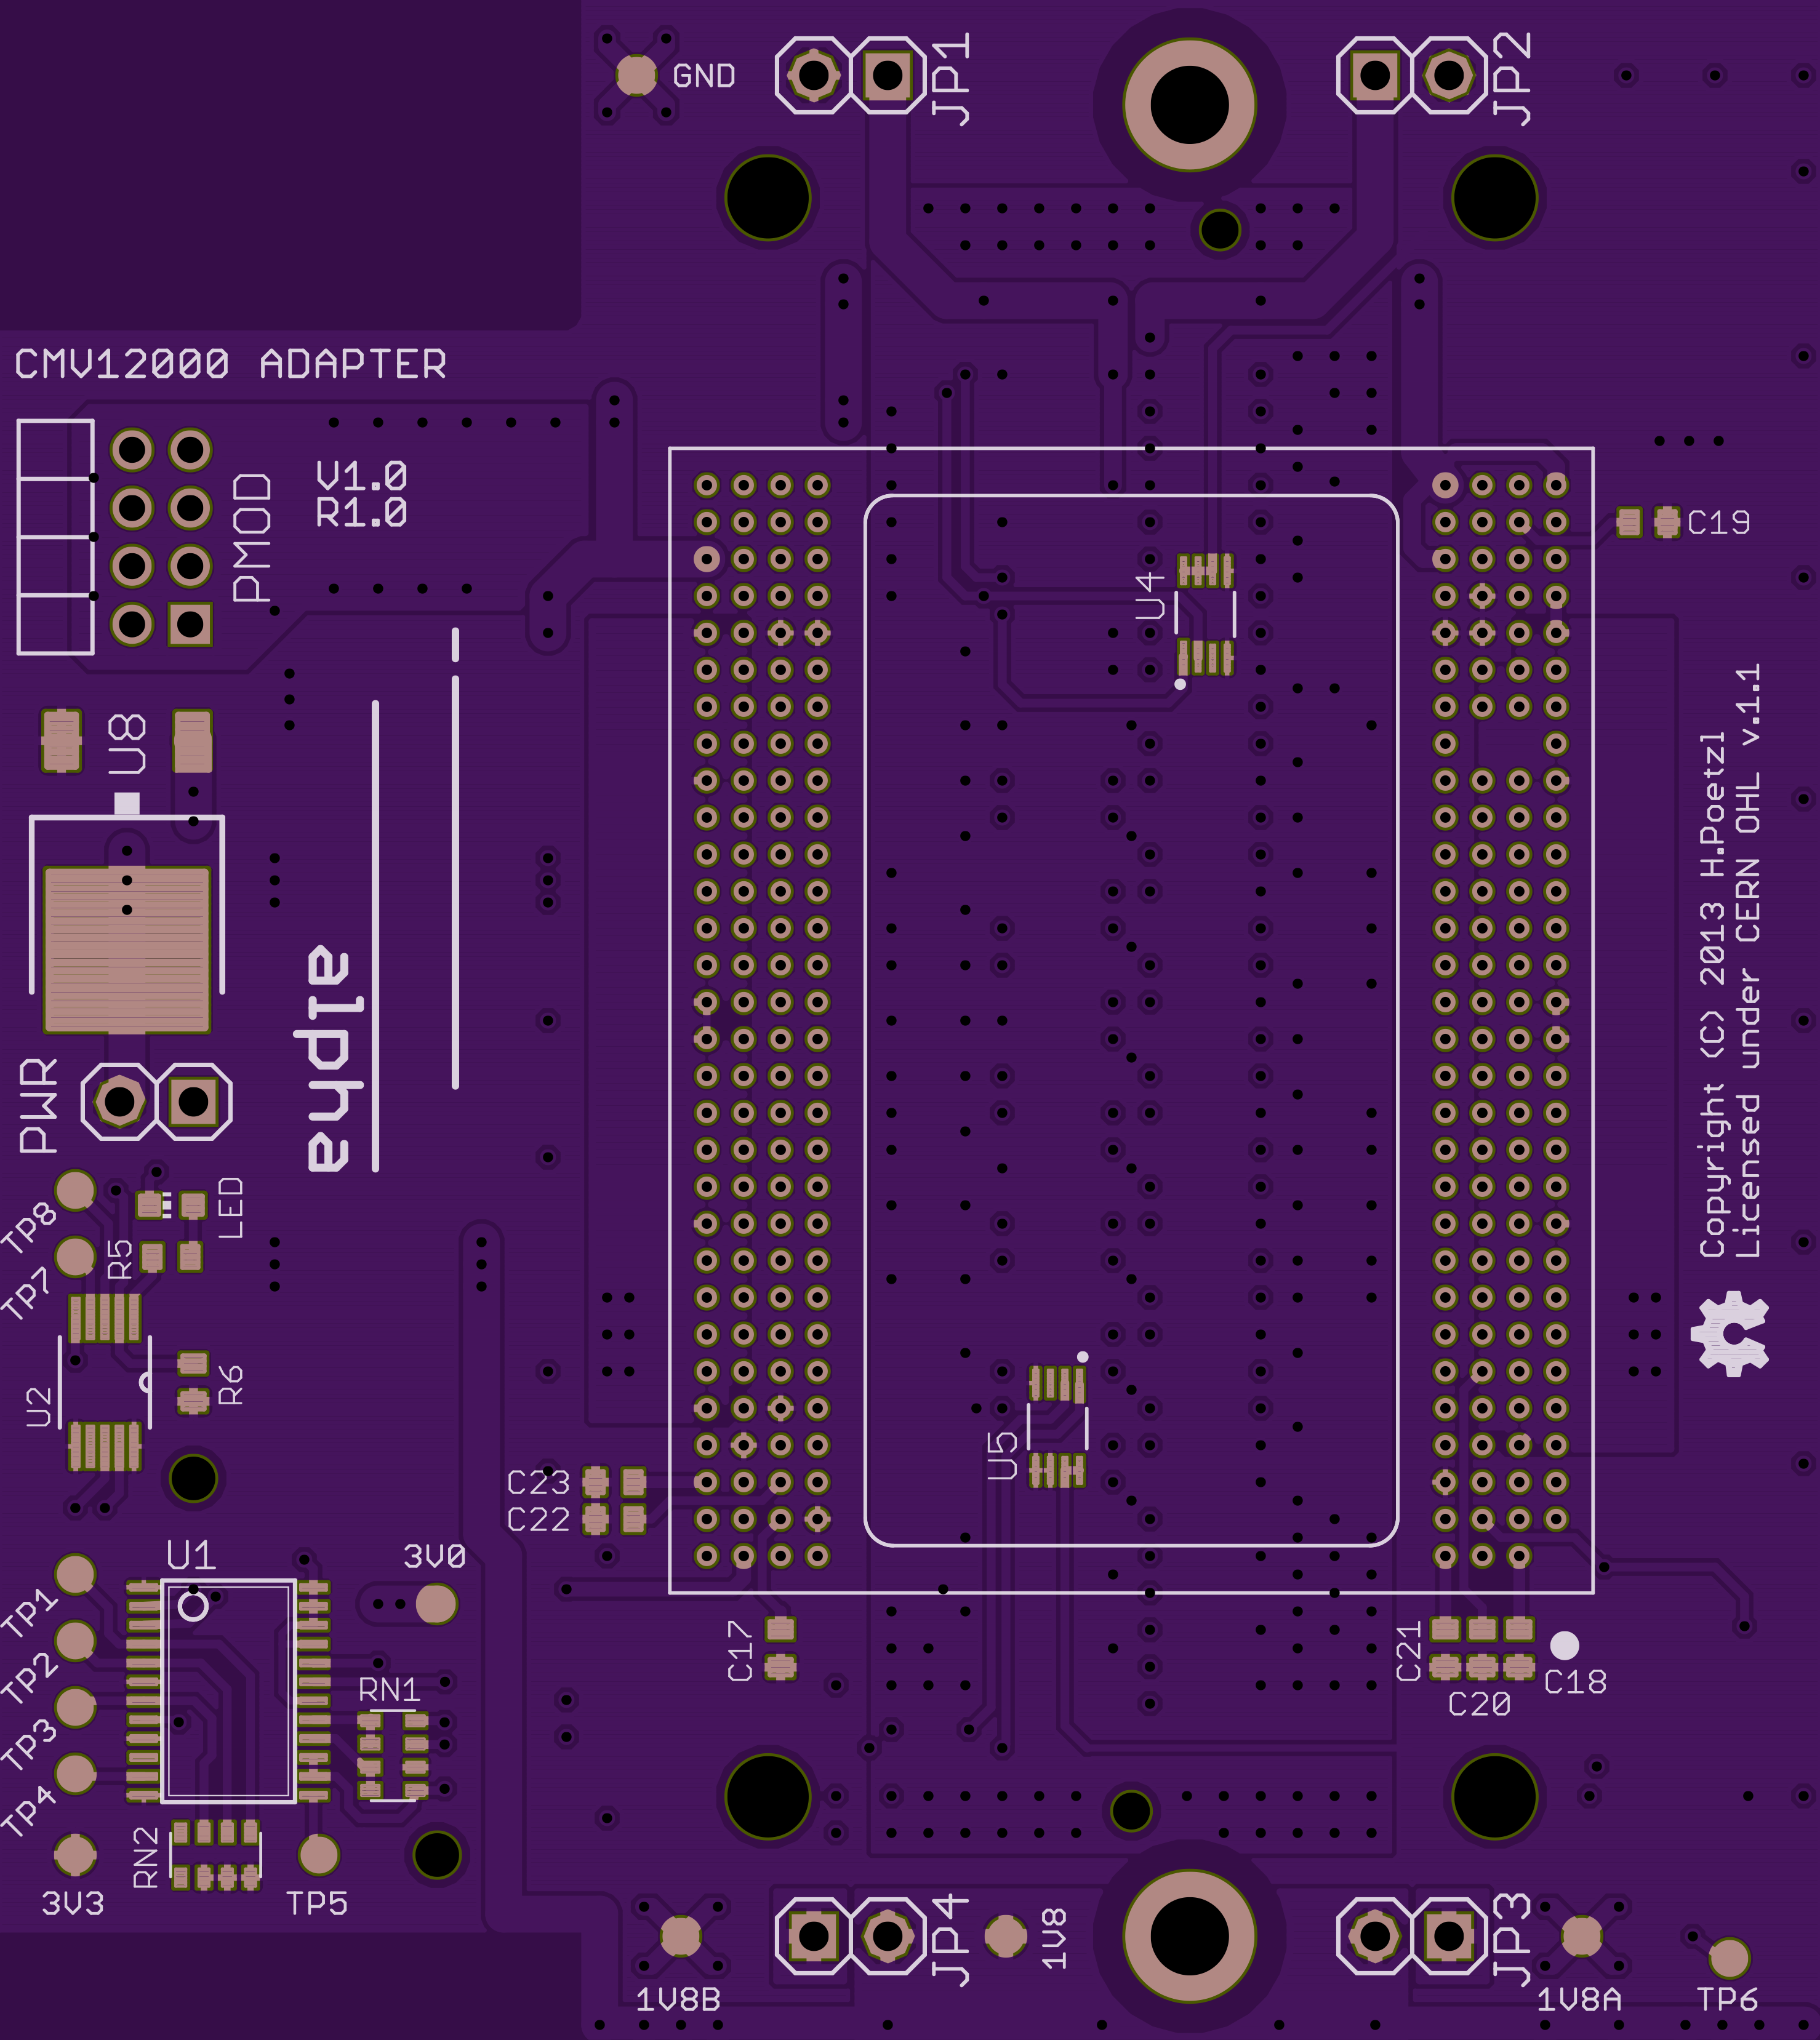 GND
JP1
JP2
CMV12000 ADAPTER
V1.0
R1.0
PMOD
C19
U4
U8
Copyright (C) 2013 H.Poetzl
Licensed under CERN OHL v.1.1
alpha
PWR
TP8
LED
R5
TP7
R6
U2
U5
C23
C22
U1
3V0
TP1
TP2
RN1
C17
C21
C18
C20
TP3
TP4
RN2
3V3
TP5
JP4
1V8
JP3
1V8B
1V8A
TP6